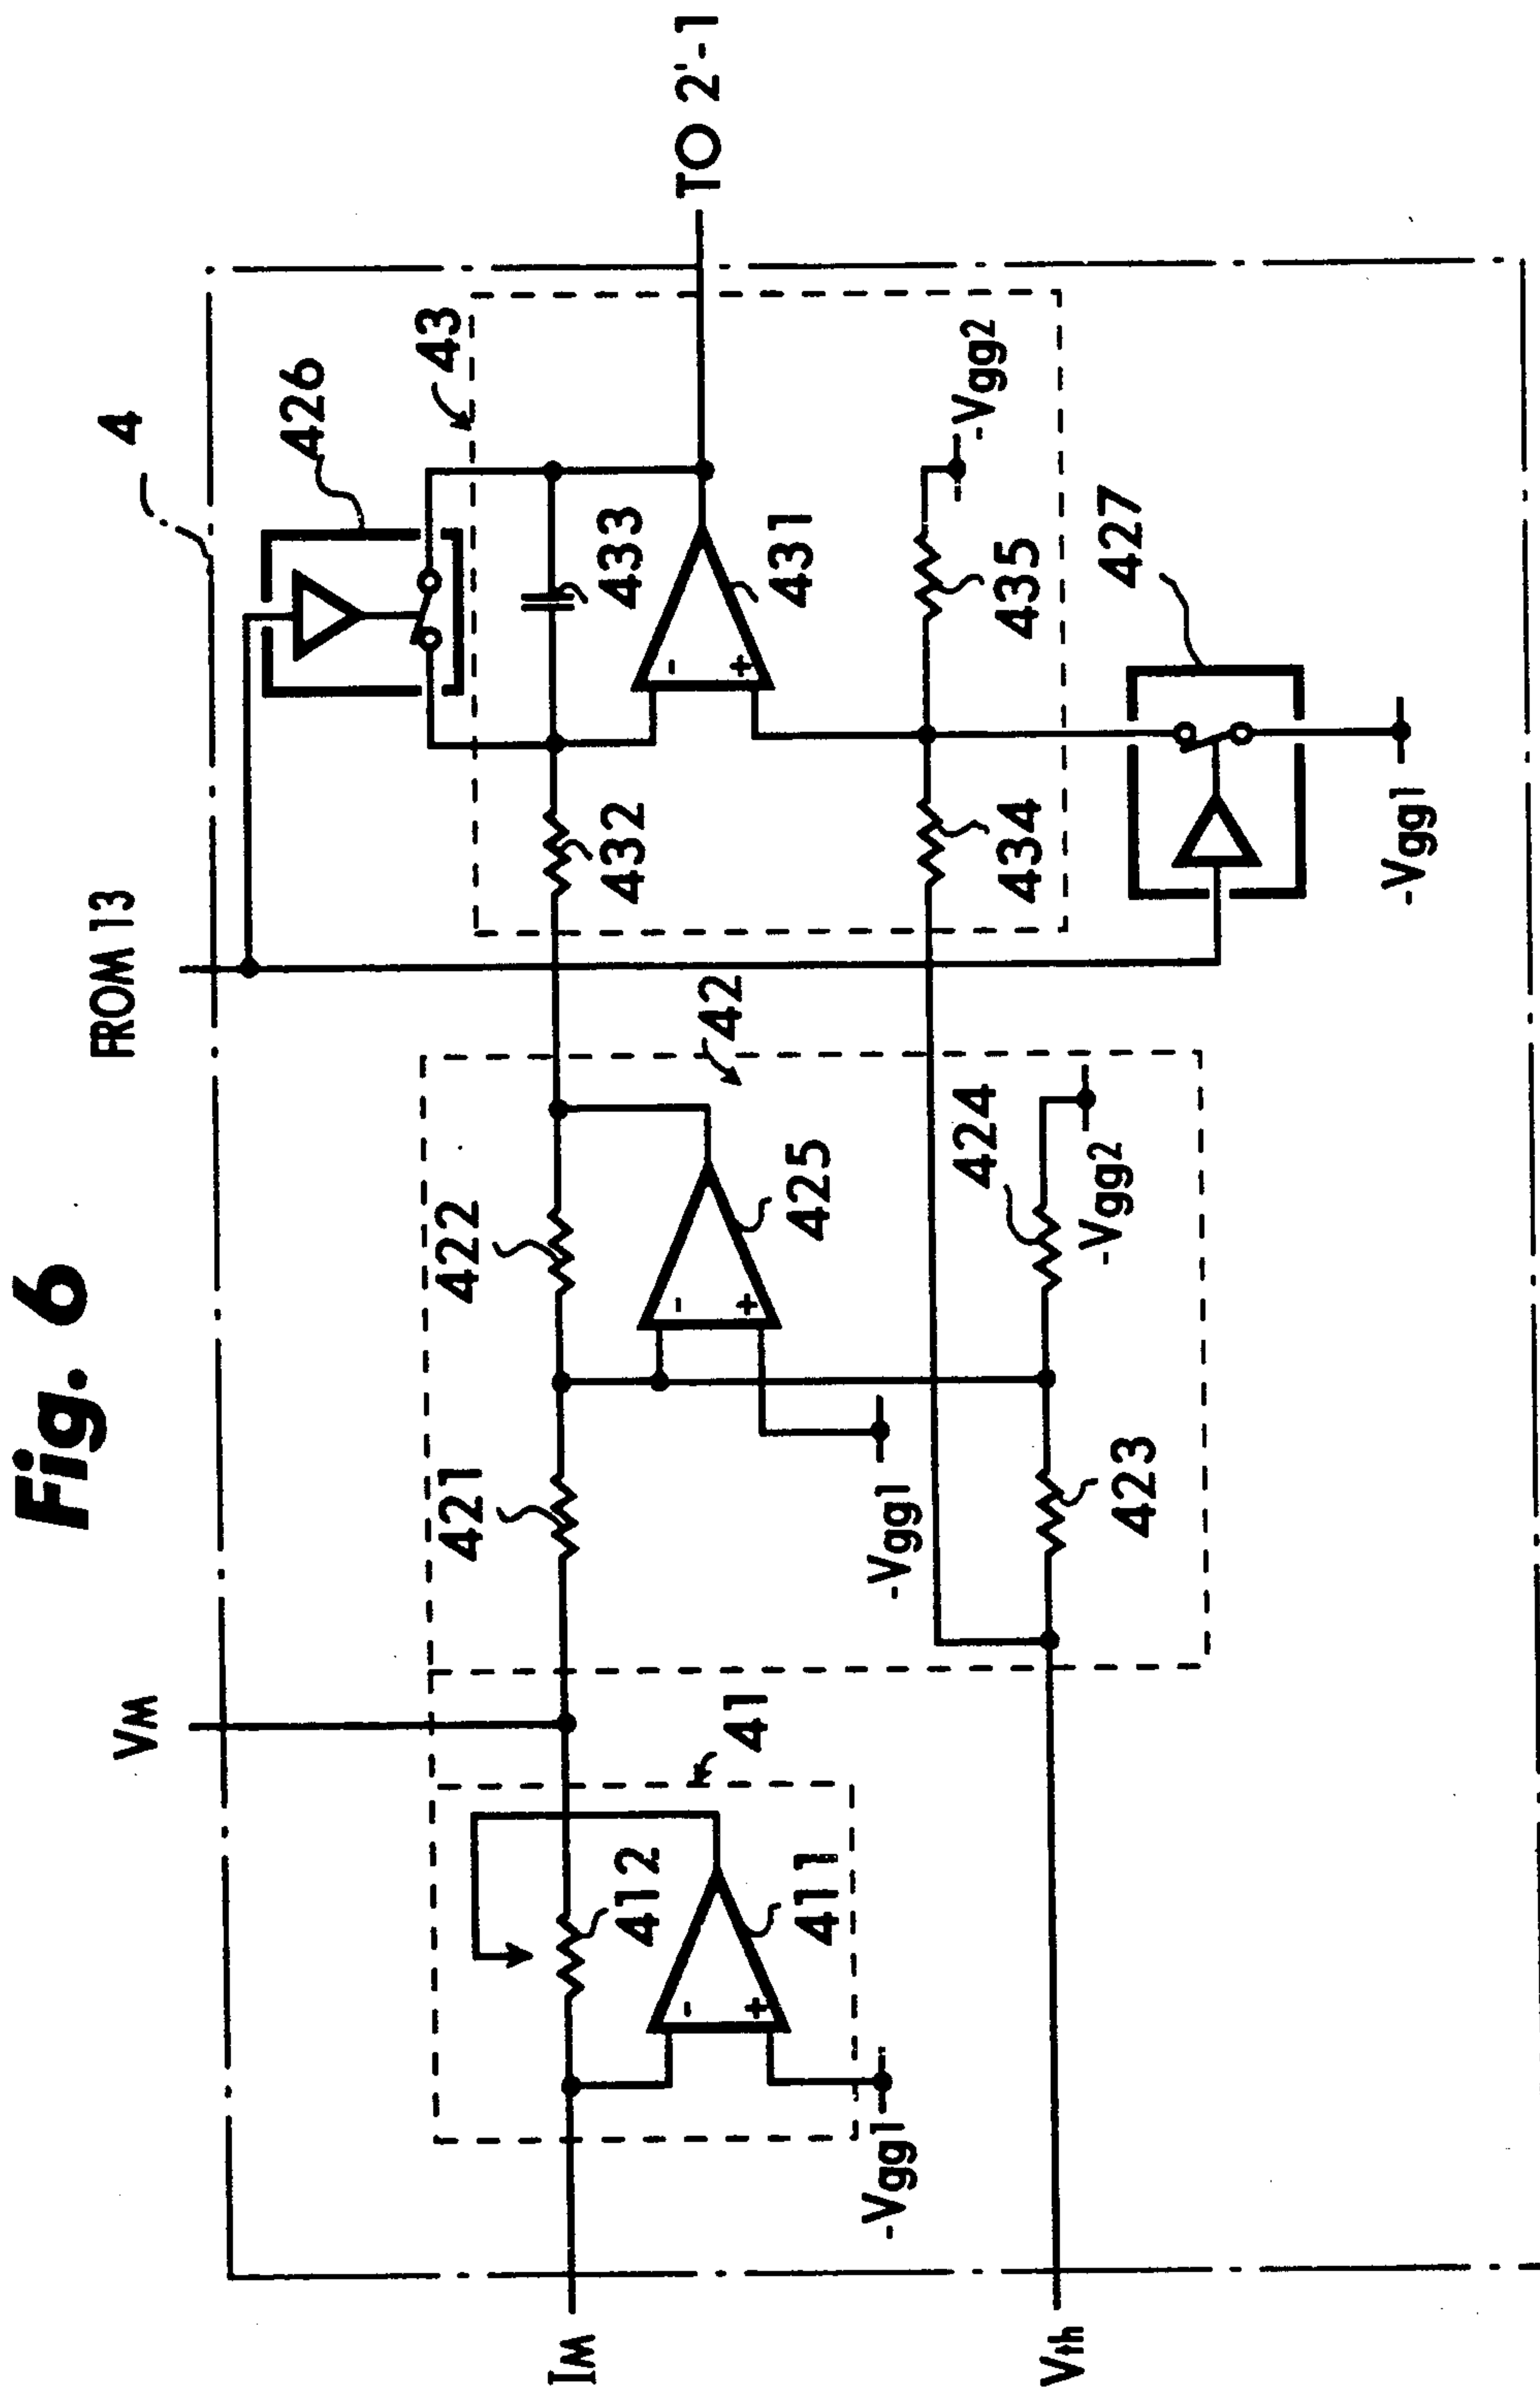 Fig. 6
FROM 13
VM
4
426
43
TO 2'-1
433
431
432
435
-Vgg2
434
427
-Vgg1
42
422
421
425
424
-Vgg2
423
-Vgg1
41
412
411
-Vgg1
IM
Vth
- +
- +
- +